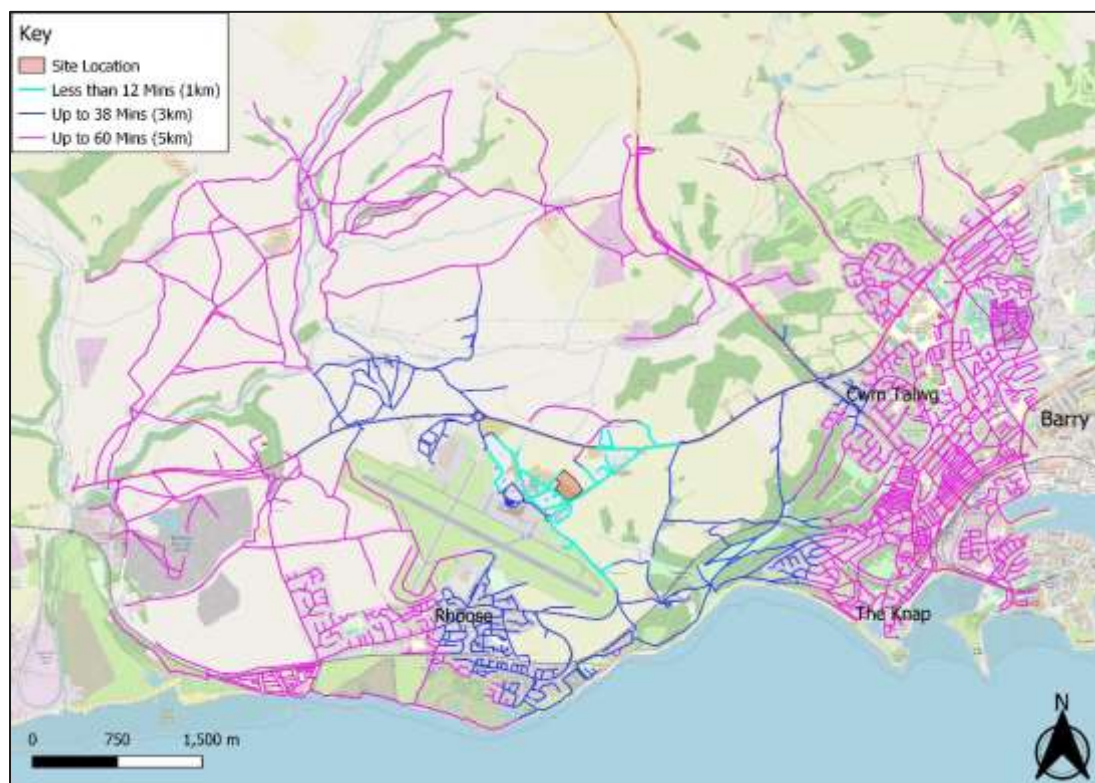 Key
Site Location
Less than 12 Mins (1km)
Up to 38 Mins (3km)
Up to 60 Mins (5km)
Cwm Talwg
Barry
Rhoose
The Knap
N
0 750 1,500 m